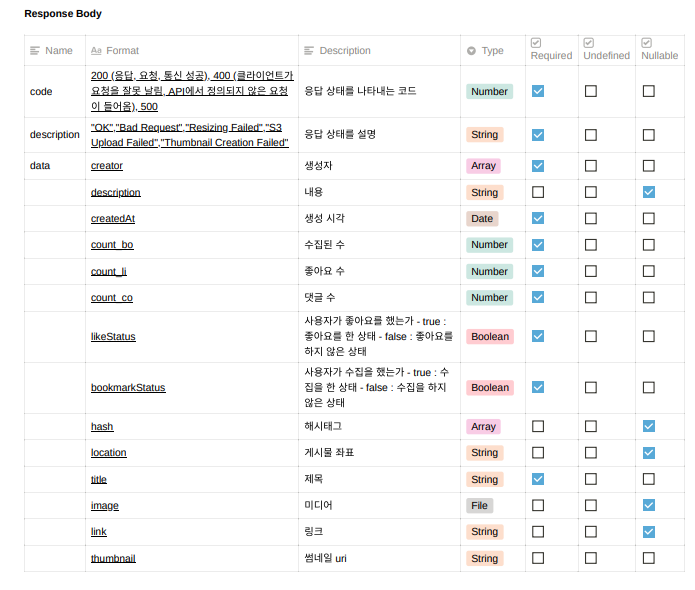 Response Body
Name Aa Format Description Type Required Undefined Nullable
200 (응답, 요청, 통신 성공), 400 (클라이언트가
code 요청을 잘못 날림, API에서 정의되지 않은 요청 응답 상태를 나타내는 코드 Number
이 들어옴), 500
description "OK","Bad Request","Resizing Failed","S3 응답 상태를 설명 String
Upload Failed","Thumbnail Creation Failed"
data creator 생성자 Array
description 내용 String
createdAt 생성 시각 Date
count_bo 수집된 수 Number
count_li 좋아요 수 Number
count_co 댓글 수 Number
사용자가 좋아요를 했는가 - true :
likeStatus 좋아요를 한 상태 - false : 좋아요를 Boolean
하지 않은 상태
사용자가 수집을 했는가 - true : 수
bookmarkStatus 집을 한 상태 - false : 수집을 하지 Boolean
않은 상태
hash 해시태그 Array
location 게시물 좌표 String
title 제목 String
image 미디어 File
link 링크 String
thumbnail 썸네일 uri String